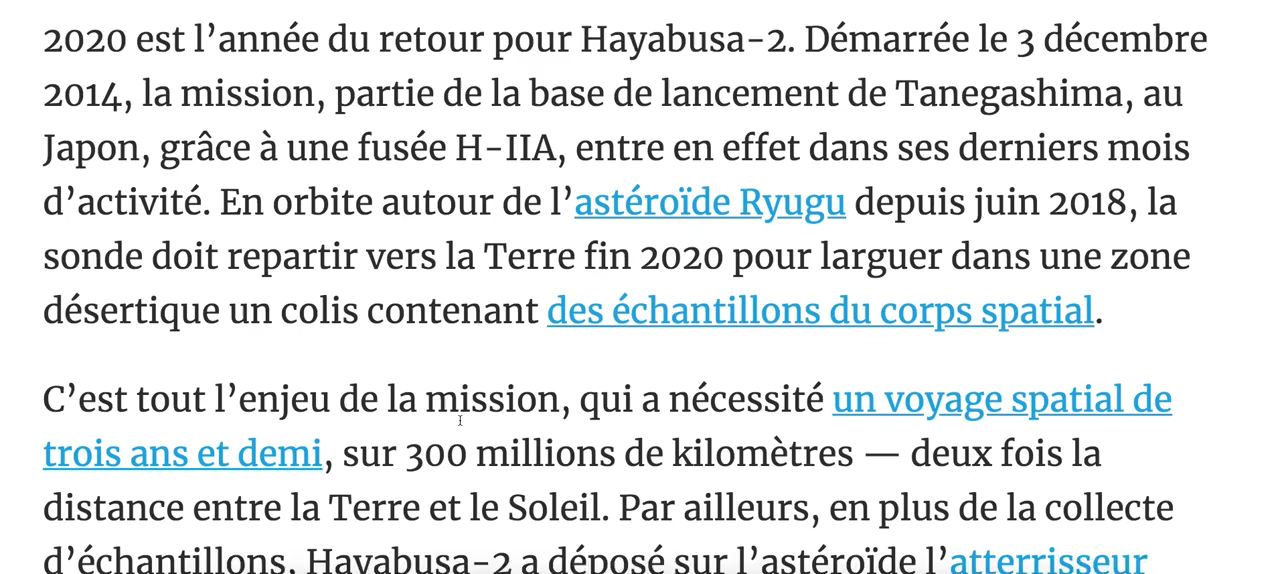 2020 est l’année du retour pour Hayabusa-2. Démarrée le 3 décembre
2014, la mission, partie de la base de lancement de Tanegashima, au
Japon, grâce à une fusée H-IIA, entre en effet dans ses derniers mois
d’activité. En orbite autour de l’astéroïde Ryugu depuis juin 2018, la
sonde doit repartir vers la Terre fin 2020 pour larguer dans une zone
désertique un colis contenant des échantillons du corps spatial.
C’est tout l’enjeu de la mission, qui a nécessité un voyage spatial de
trois ans et demi, sur 300 millions de kilomètres — deux fois la
distance entre la Terre et le Soleil. Par ailleurs, en plus de la collecte
d’échantillons, Hayabusa-2 a déposé sur l’astéroïde l’atterrisseur